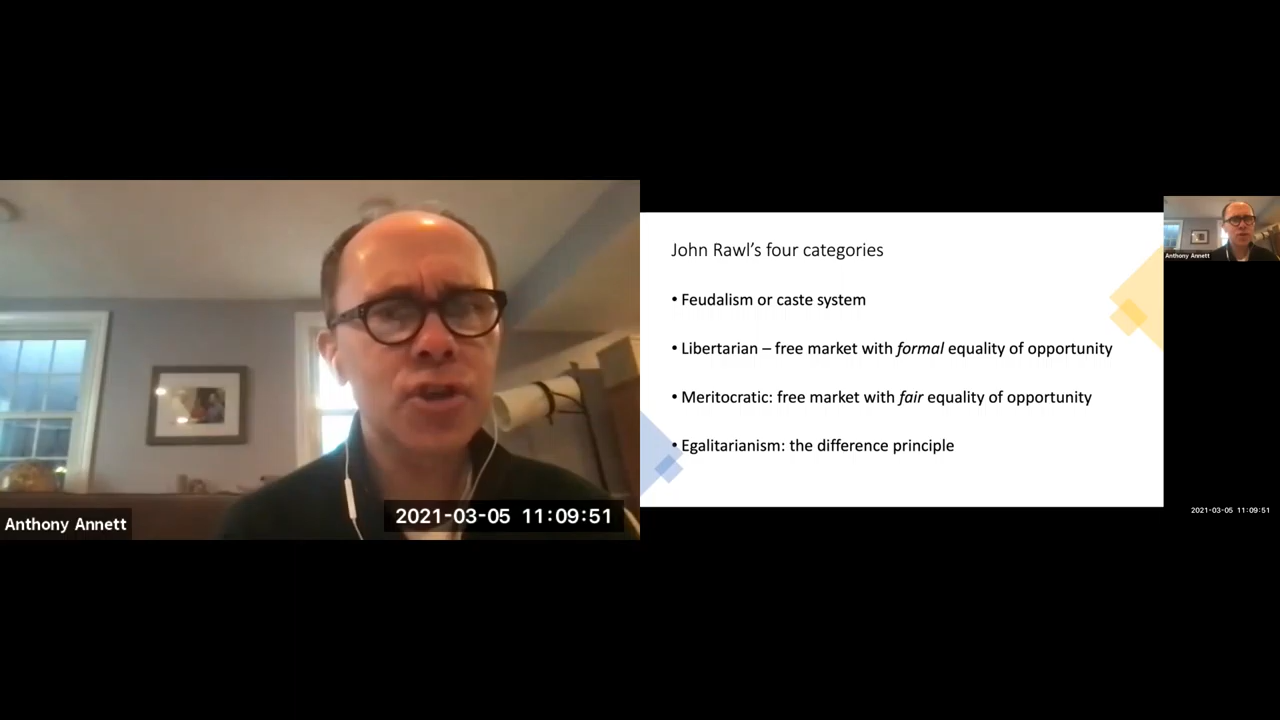 Anthony Annett
2021-03-05 11:09:51
John Rawl’s four categories
• Feudalism or caste system
• Libertarian – free market with formal equality of opportunity
• Meritocratic: free market with fair equality of opportunity
• Egalitarianism: the difference principle
Anthony Annett
2021-03-05 11:09:51